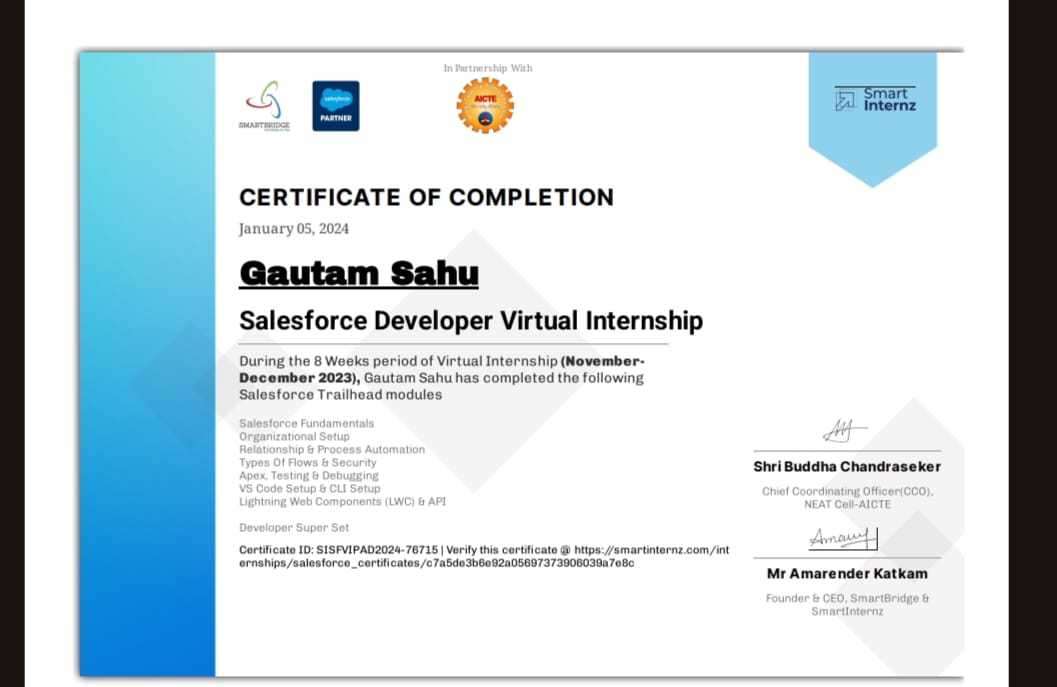 In Partnership With
SMARTBRIDGE
salesforce
PARTNER
AICTE
Smart
Internz
CERTIFICATE OF COMPLETION
January 05, 2024
Gautam Sahu
Salesforce Developer Virtual Internship
During the 8 Weeks period of Virtual Internship (November-
December 2023), Gautam Sahu has completed the following
Salesforce Trailhead modules
Salesforce Fundamentals
Organizational Setup
Relationship & Process Automation
Types Of Flows & Security
Apex, Testing & Debugging
VS Code Setup & CLI Setup
Lightning Web Components (LWC) & API
Developer Super Set
Certificate ID: SISFVIPAD2024-76715 | Verify this certificate @ https://smartinternz.com/int
ernships/salesforce_certificates/c7a5de3b6e92a05697373906039a7e8c
Shri Buddha Chandraseker
Chief Coordinating Officer(CCO),
NEAT Cell-AICTE
Mr Amarender Katkam
Founder & CEO, SmartBridge &
SmartInternz